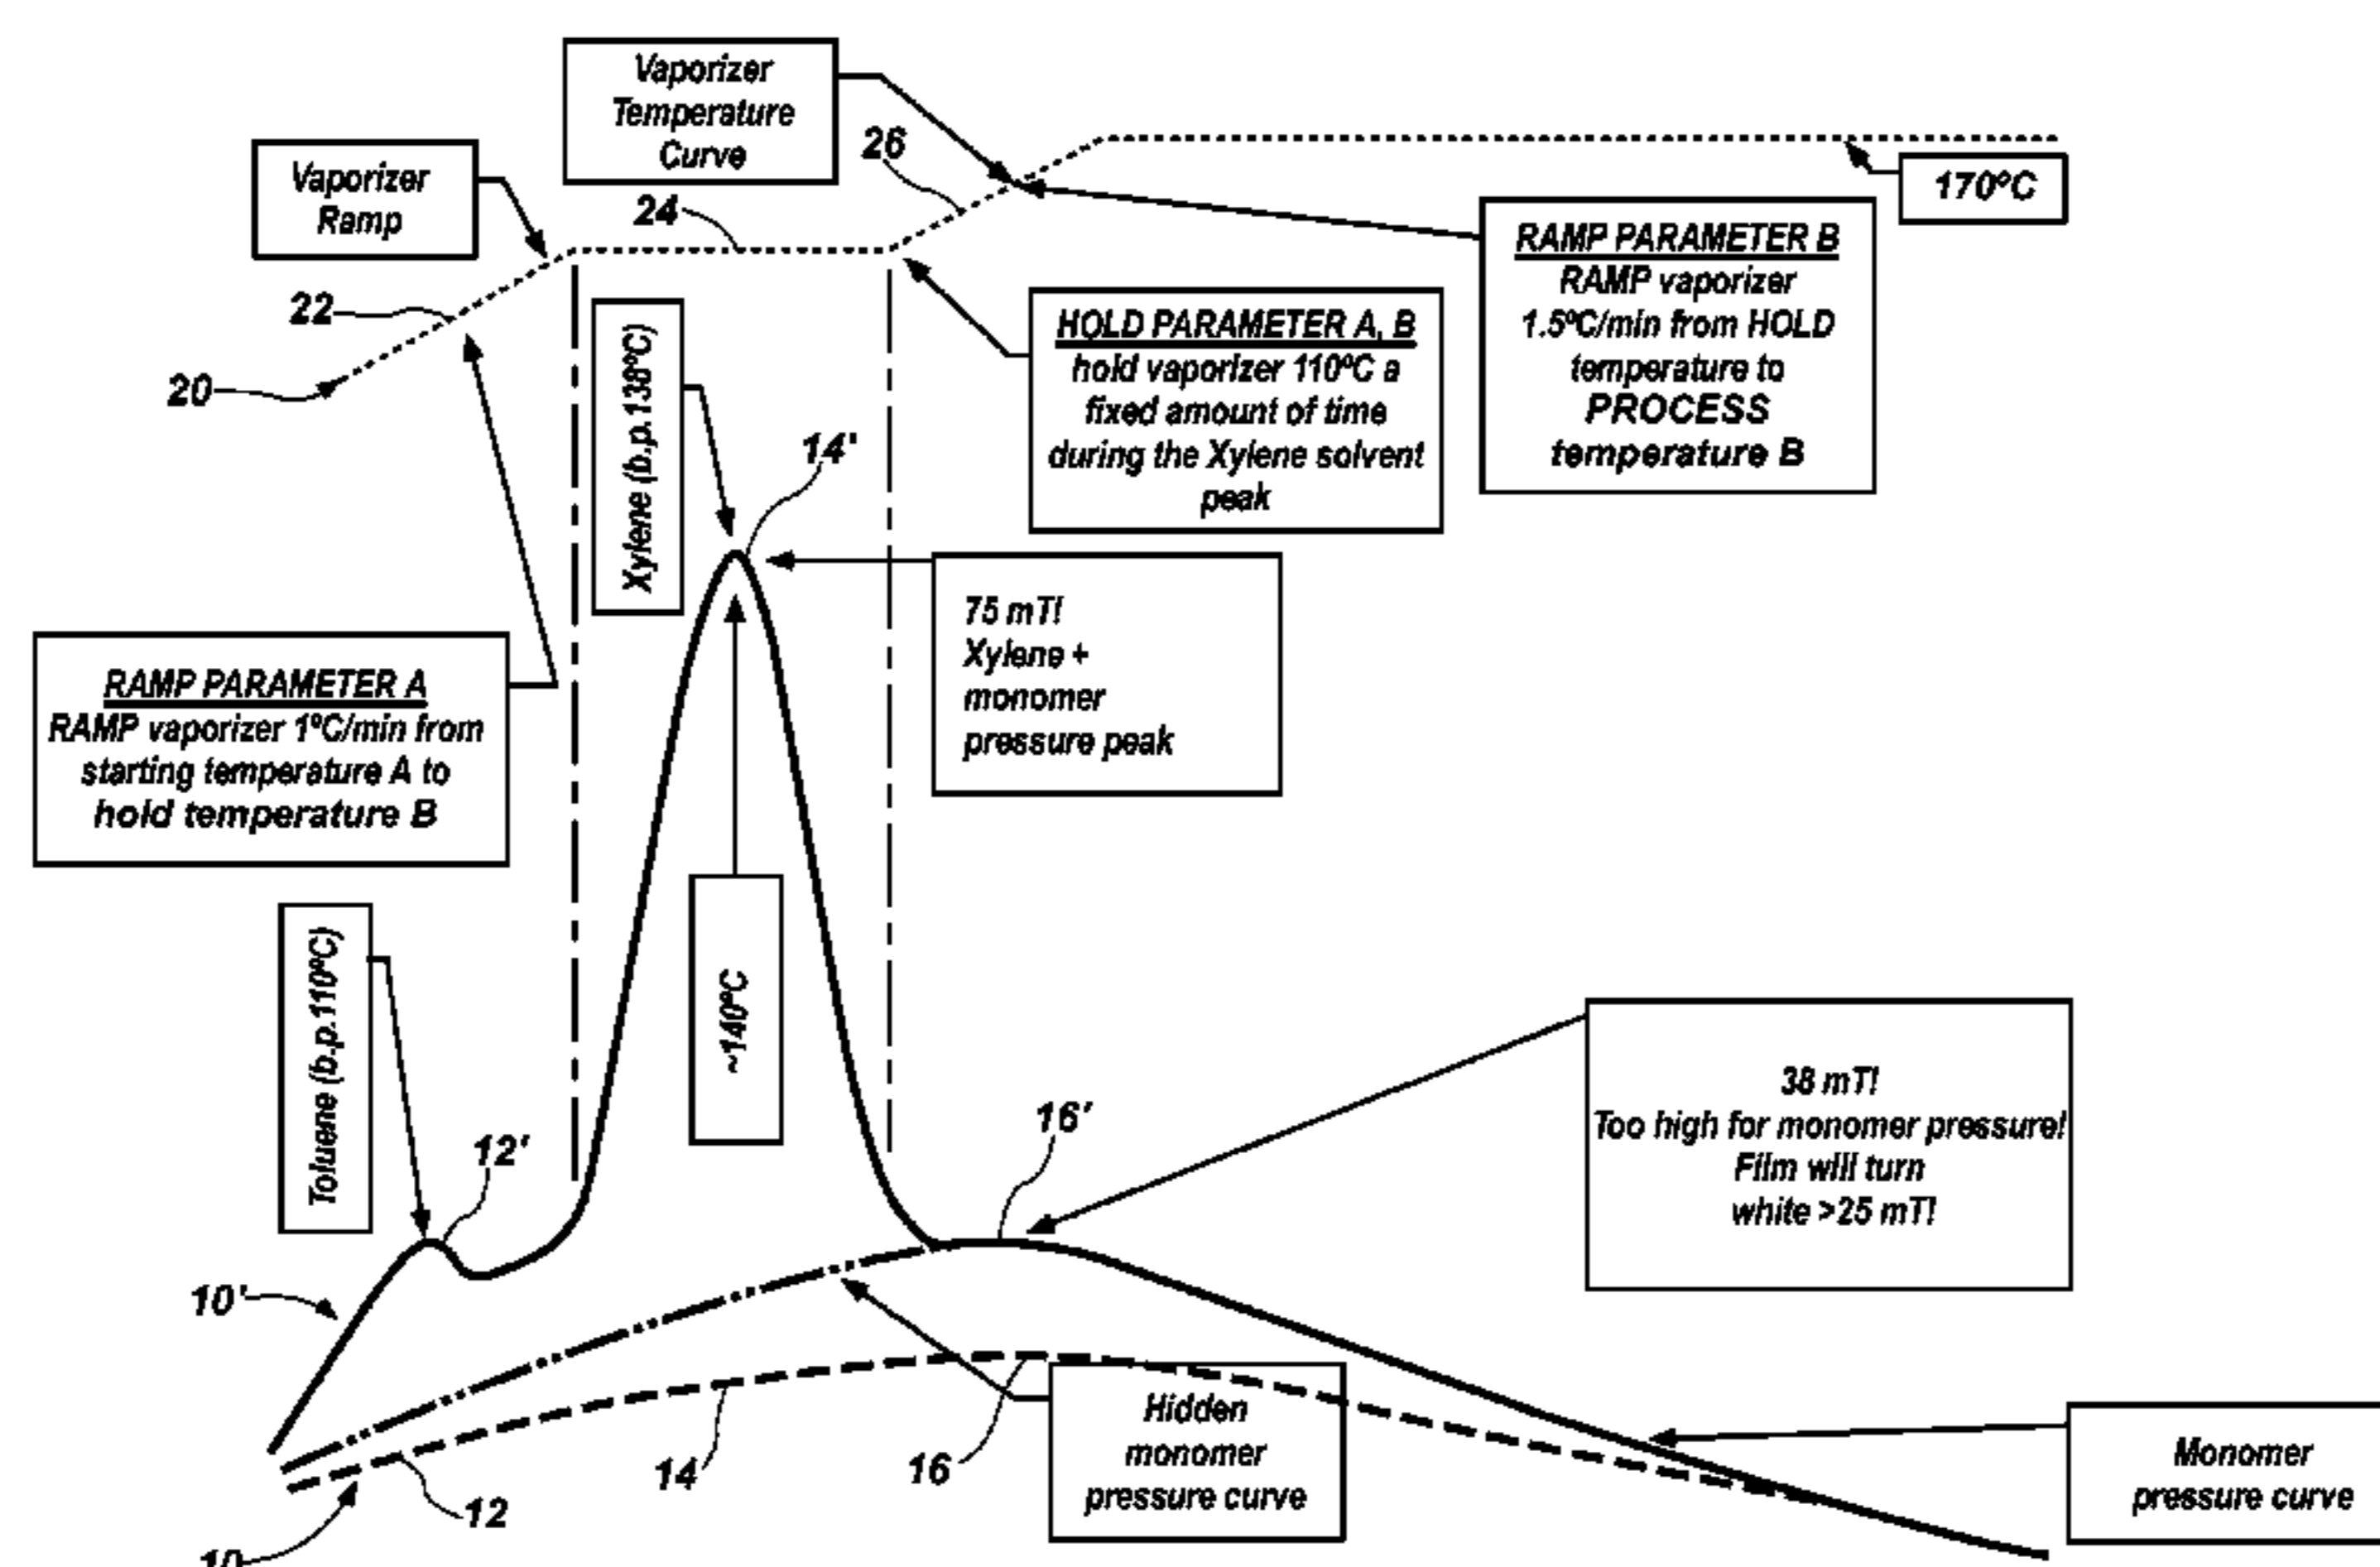 Vaporizer
Temperature
Curve
26
Vaporizer
Ramp
24
170ºC
22
20
RAMP PARAMETER B
RAMP vaporizer
1.5ºC/min from HOLD
temperature to
PROCESS
temperature B
HOLD PARAMETER A, B
hold vaporizer 110ºC a
fixed amount of time
during the Xylene solvent
peak
Xylene (b.p.138ºC)
14'
75 mT!
Xylene +
monomer
pressure peak
RAMP PARAMETER A
RAMP vaporizer 1ºC/min from
starting temperature A to
hold temperature B
~140ºC
Toluene (b.p.110ºC)
12'
16'
38 mT!
Too high for monomer pressure!
Film will turn
white >25 mT!
10'
Hidden
monomer
pressure curve
14
16
12
10
Monomer
pressure curve